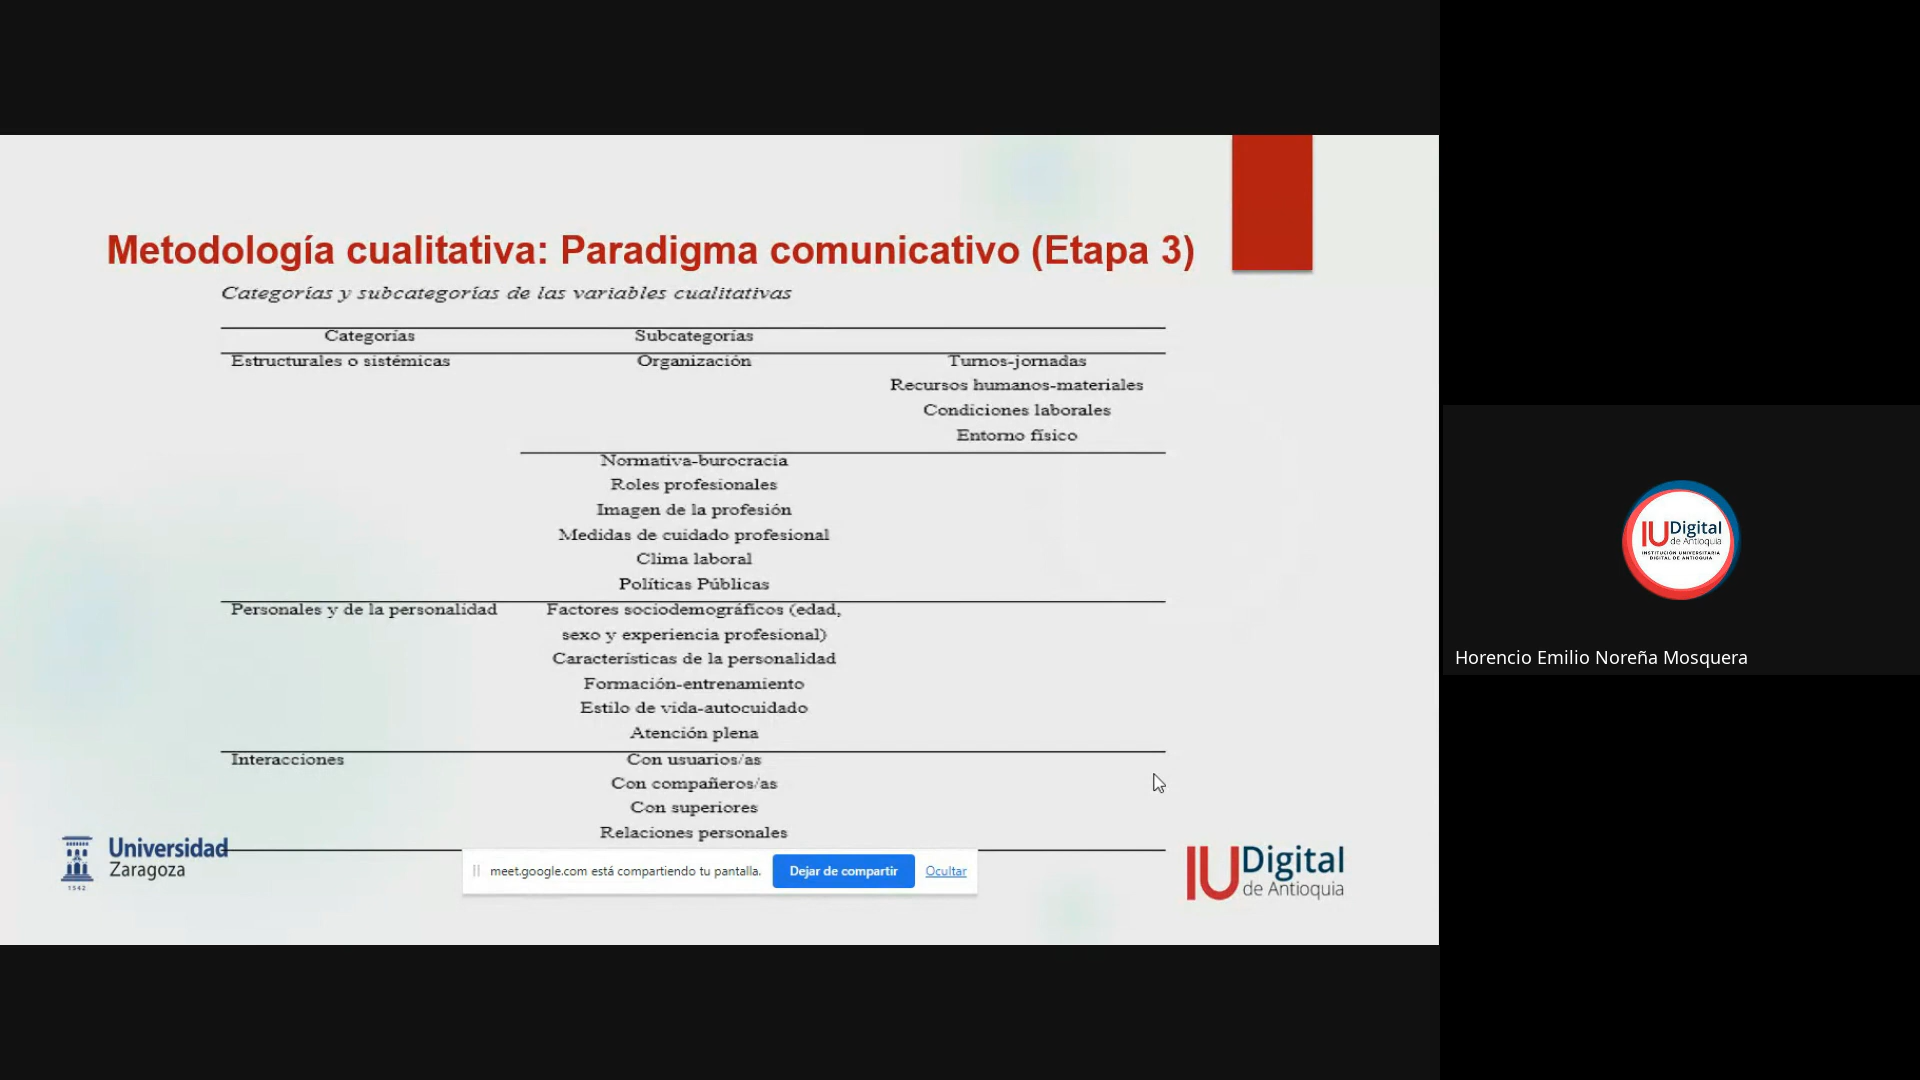 Metodología cualitativa: Paradigma comunicativo (Etapa 3)
Categorías y subcategorías de las variables cualitativas
Categorías Subcategorías
Estructurales o sistémicas Organización Turnos-jornadas
Recursos humanos-materiales
Condiciones laborales
Entorno físico
Normativa-burocracia
Roles profesionales
Imagen de la profesión
Medidas de cuidado profesional
Clima laboral
Políticas Públicas
Personales y de la personalidad Factores sociodemográficos (edad,
sexo y experiencia profesional)
Características de la personalidad
Formación-entrenamiento
Estilo de vida-autocuidado
Atención plena
Interacciones Con usuarios/as
Con compañeros/as
Con superiores
Relaciones personales
Universidad
Zaragoza
1542
meet.google.com está compartiendo tu pantalla. Dejar de compartir Ocultar
IUDigital
de Antioquia
IUDigital
de Antioquia
INSTITUCIÓN UNIVERSITARIA
DIGITAL DE ANTIOQUIA
Horencio Emilio Noreña Mosquera